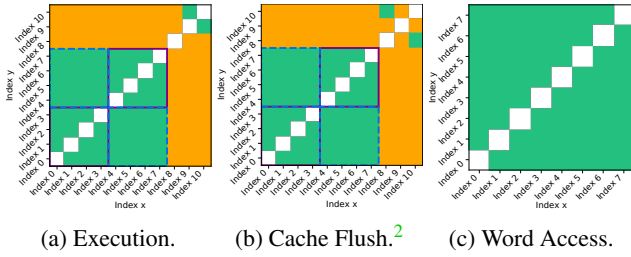 Index 10
Index 9
Index 8
Index 7
Index 6
Index 5
Index 4
Index 3
Index 2
Index 1
Index 0
Index y
Index 0
Index 1
Index 2
Index 3
Index 4
Index 5
Index 6
Index 7
Index 8
Index 9
Index 10
Index x
(a) Execution.
Index 10
Index 9
Index 8
Index 7
Index 6
Index 5
Index 4
Index 3
Index 2
Index 1
Index 0
Index y
Index 0
Index 1
Index 2
Index 3
Index 4
Index 5
Index 6
Index 7
Index 8
Index 9
Index 10
Index x
(b) Cache Flush.2
Index 7
Index 6
Index 5
Index 4
Index 3
Index 2
Index 1
Index 0
Index y
Index 0
Index 1
Index 2
Index 3
Index 4
Index 5
Index 6
Index 7
Index x
(c) Word Access.